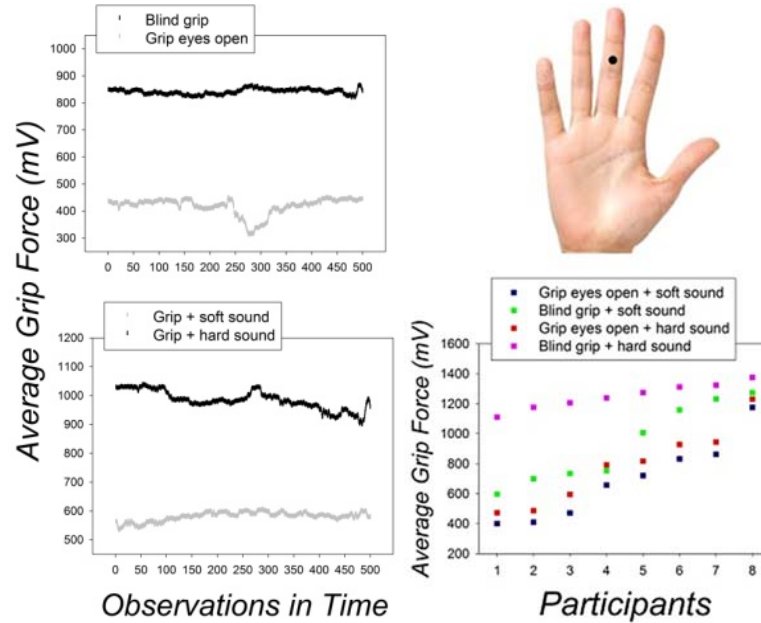 Blind grip
Grip eyes open
1000
900
800
700
600
500
400
300
0 50 100 150 200 250 300 350 400 450 500
Grip + soft sound
Grip + hard sound
1200
1100
1000
900
800
700
600
500
0 50 100 150 200 250 300 350 400 450 500
Average Grip Force (mV)
Observations in Time
Grip eyes open + soft sound
Blind grip + soft sound
Grip eyes open + hard sound
Blind grip + hard sound
1600
1400
1200
1000
800
600
400
200
1 2 3 4 5 6 7 8
Average Grip Force (mV)
Participants